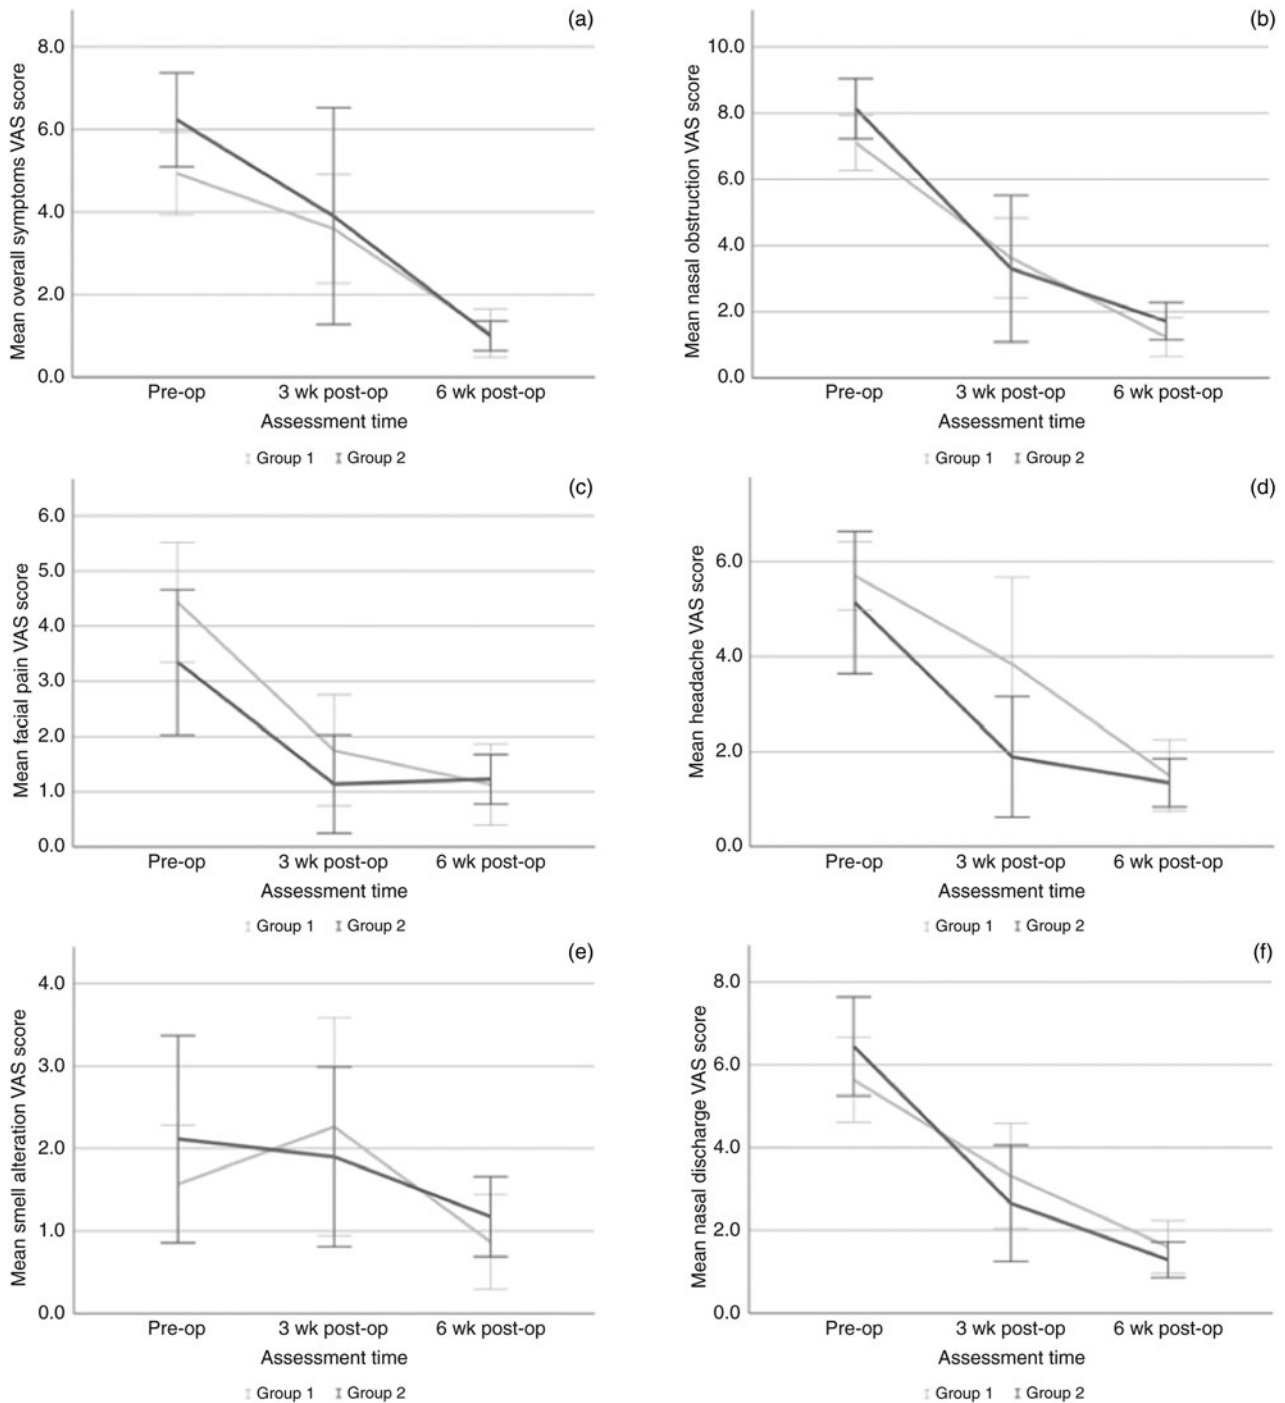 (a)
Mean overall symptoms VAS score
8.0
6.0
4.0
2.0
0.0
Pre-op 3 wk post-op 6 wk post-op
Assessment time
Group 1 Group 2
(b)
Mean nasal obstruction VAS score
10.0
8.0
6.0
4.0
2.0
0.0
Pre-op 3 wk post-op 6 wk post-op
Assessment time
Group 1 Group 2
(c)
Mean facial pain VAS score
6.0
5.0
4.0
3.0
2.0
1.0
0.0
Pre-op 3 wk post-op 6 wk post-op
Assessment time
Group 1 Group 2
(d)
Mean headache VAS score
6.0
4.0
2.0
0.0
Pre-op 3 wk post-op 6 wk post-op
Assessment time
Group 1 Group 2
(e)
Mean smell alteration VAS score
4.0
3.0
2.0
1.0
0.0
Pre-op 3 wk post-op 6 wk post-op
Assessment time
Group 1 Group 2
(f)
Mean nasal discharge VAS score
8.0
6.0
4.0
2.0
0.0
Pre-op 3 wk post-op 6 wk post-op
Assessment time
Group 1 Group 2